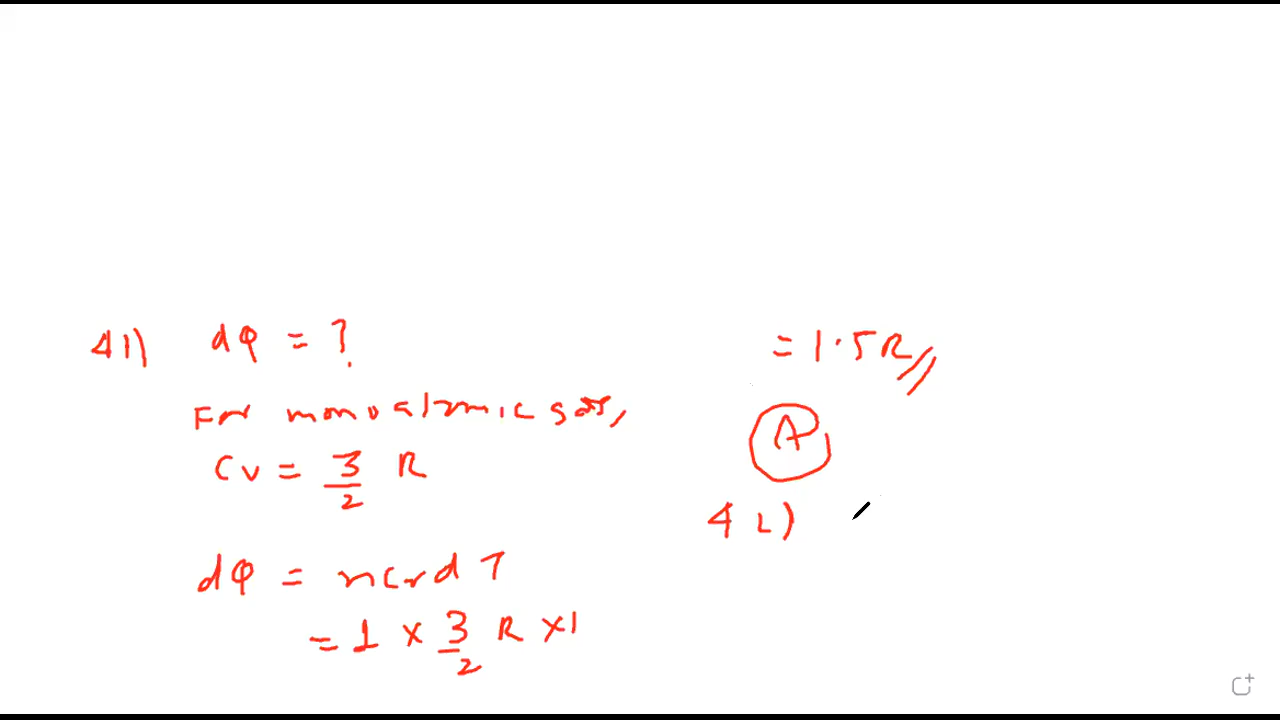 41) dQ = ?
For monoatomic gas,
Cv = 3/2 R
dQ = nCvdT
= 1 × 3/2 R ×1
= 1.5R//
A
42)